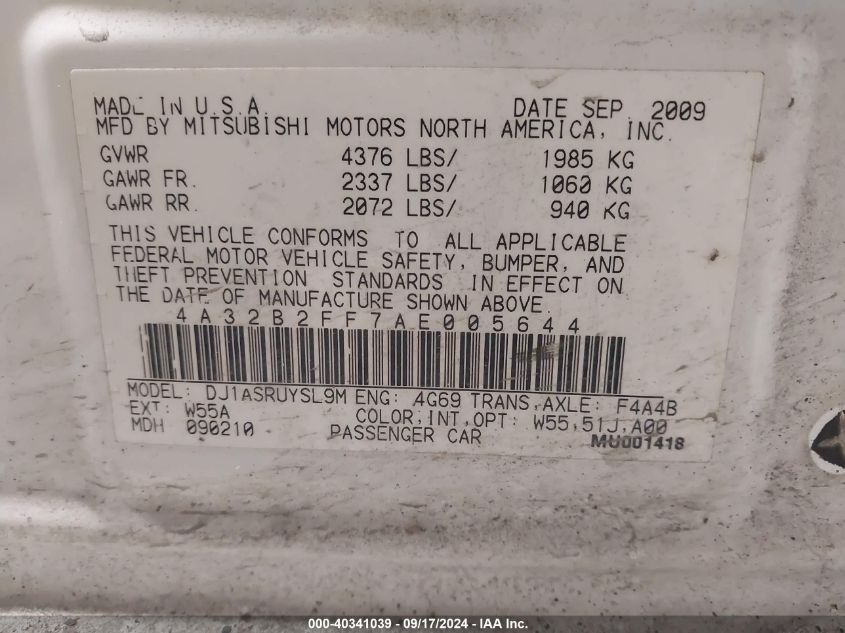 MADE IN U.S.A. DATE SEP. 2009
MFD BY MITSUBISHI MOTORS NORTH AMERICA, INC.
GVWR 4376 LBS/ 1985 KG
GAWR FR. 2337 LBS/ 1060 KG
GAWR RR. 2072 LBS/ 940 KG
THIS VEHICLE CONFORMS TO ALL APPLICABLE
FEDERAL MOTOR VEHICLE SAFETY, BUMPER, AND
THEFT PREVENTION STANDARDS IN EFFECT ON
THE DATE OF MANUFACTURE SHOWN ABOVE.
4A32B2FF7AE005644
MODEL: DJ1ASRUYSL9M ENG: 4G69 TRANS,AXLE: F4A4B
EXT: W55A COLOR:INT,OPT: W55,51J,A00
MDH 090210 PASSENGER CAR MU001418
000-40341039 - 09/17/2024 - IAA Inc.